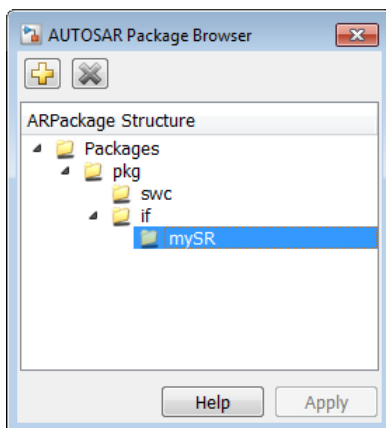 AUTOSAR Package Browser
ARPackage Structure
Packages
pkg
swc
if
mySR
Help
Apply